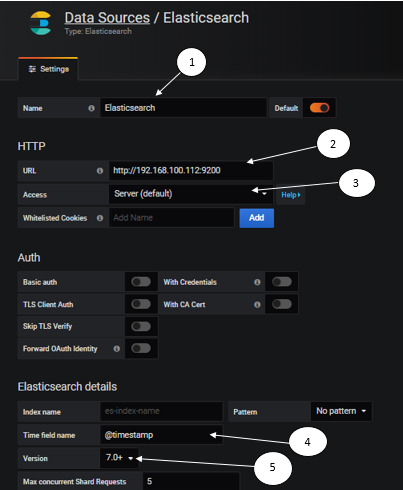 Data Sources / Elasticsearch
Type: Elasticsearch
Settings
1
Name Elasticsearch Default
HTTP
2
URL http://192.168.100.112:9200
3
Access Server (default) Help
Whitelisted Cookies Add Name Add
Auth
Basic auth With Credentials
TLS Client Auth With CA Cert
Skip TLS Verify
Forward OAuth Identity
Elasticsearch details
Index name es-index-name Pattern No pattern
Time field name @timestamp 4
Version 7.0+ 5
Max concurrent Shard Requests 5